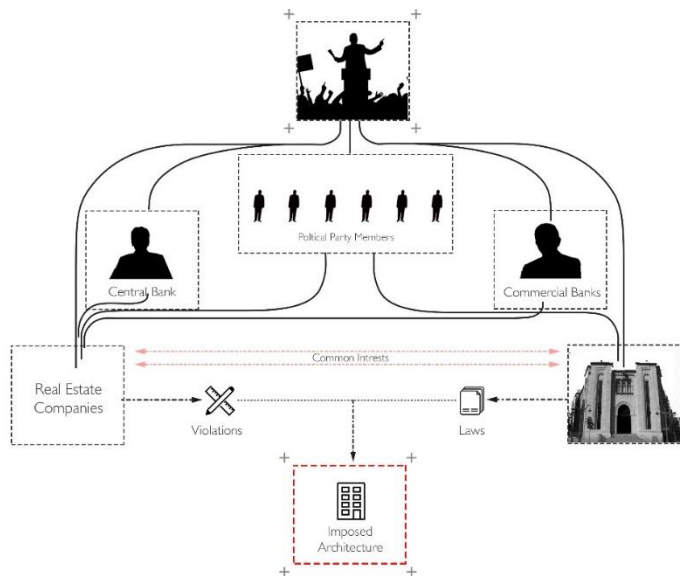 Political Party Members
Central Bank
Commercial Banks
Common Intrests
Real Estate
Companies
Violations
Laws
Imposed
Architecture